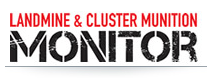 LANDMINE & CLUSTER MUNITION
MONITOR